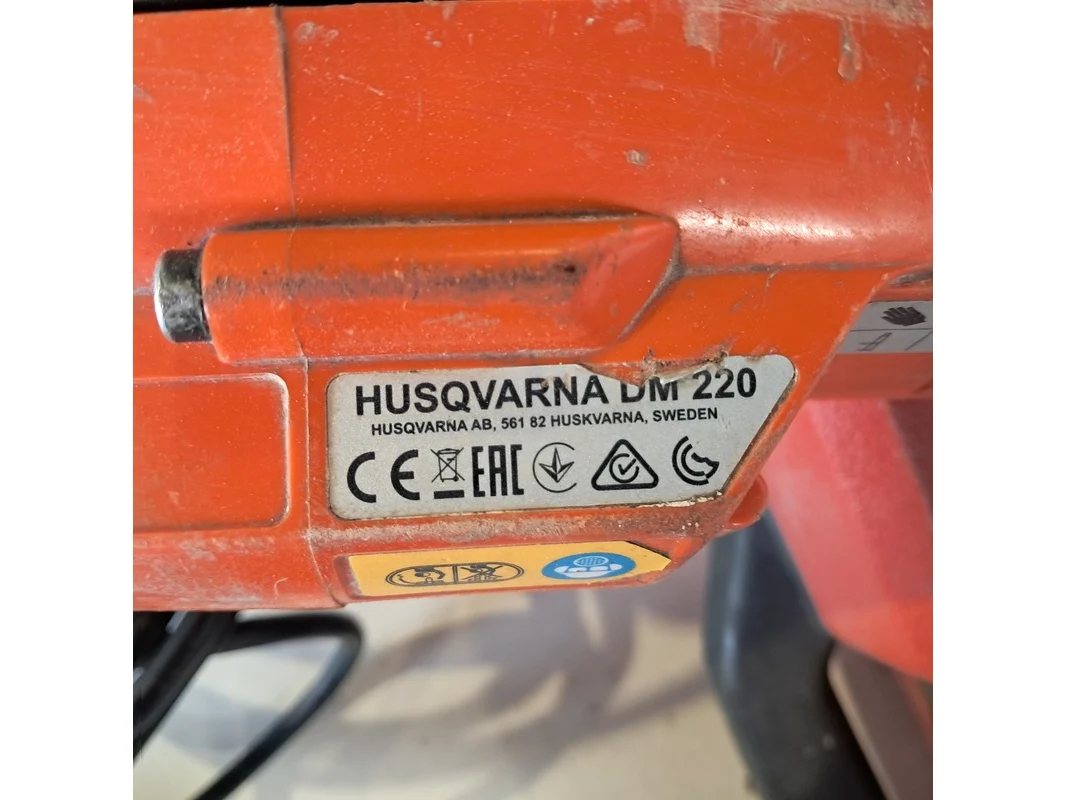 HUSQVARNA DM 220
HUSQVARNA AB, 561 82 HUSKVARNA, SWEDEN
CE EAC